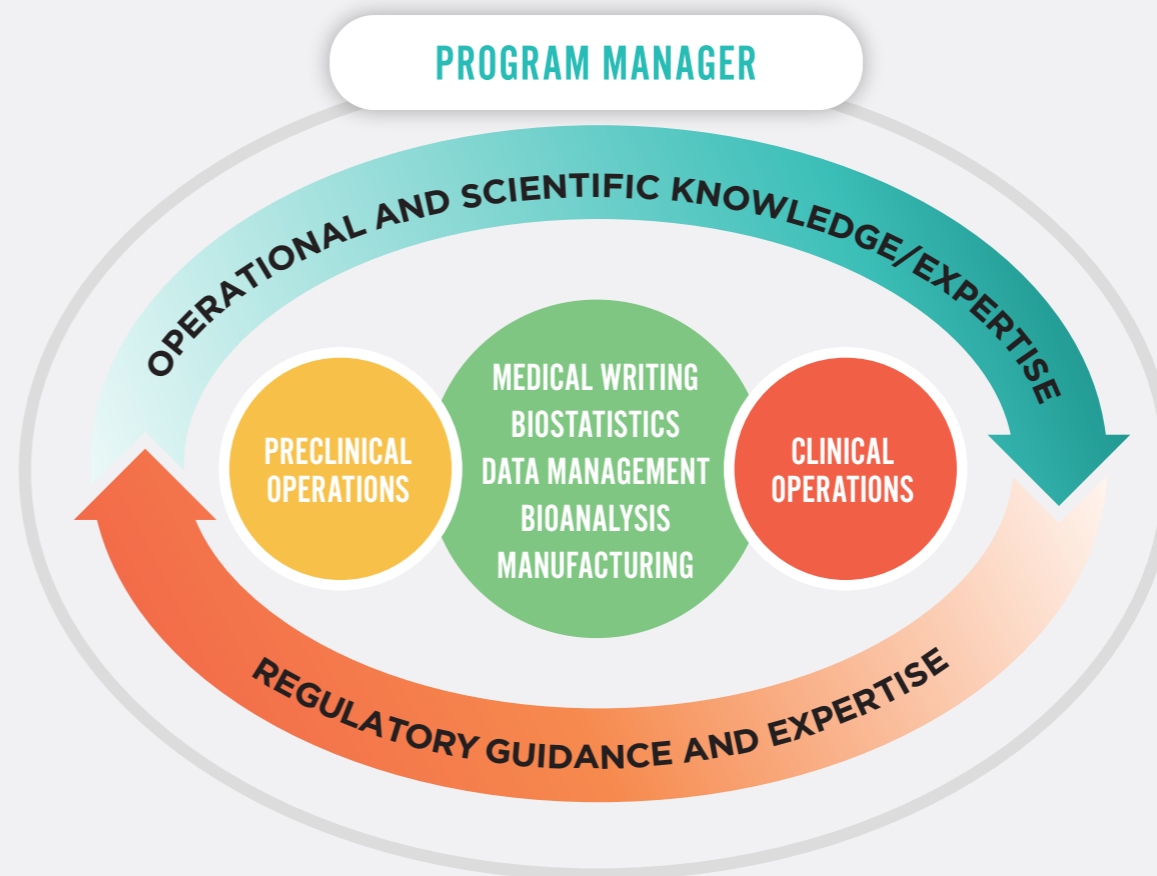 PROGRAM MANAGER
OPERATIONAL AND SCIENTIFIC KNOWLEDGE/EXPERTISE
PRECLINICAL
OPERATIONS
MEDICAL WRITING
BIOSTATISTICS
DATA MANAGEMENT
BIOANALYSIS
MANUFACTURING
CLINICAL
OPERATIONS
REGULATORY GUIDANCE AND EXPERTISE